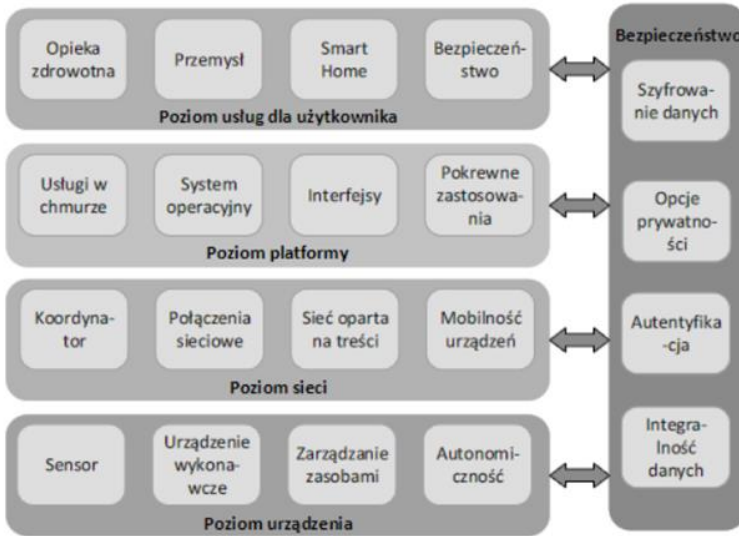 Opieka
zdrowotna
Przemysł
Smart
Home
Bezpieczeń-
stwo
Poziom usług dla użytkownika
Usługi w
chmurze
System
operacyjny
Interfejsy
Pokrewne
zastosowa-
nia
Poziom platformy
Koordyna-
tor
Połączenia
sieciowe
Sieć oparta
na treści
Mobilność
urządzeń
Poziom sieci
Sensor
Urządzenie
wykona-
wcze
Zarządzanie
zasobami
Autonomi-
czność
Poziom urządzenia
Bezpieczeństwo
Szyfrowa-
nie danych
Opcje
prywatno-
ści
Autentyfika
-cja
Integra-
lność
danych